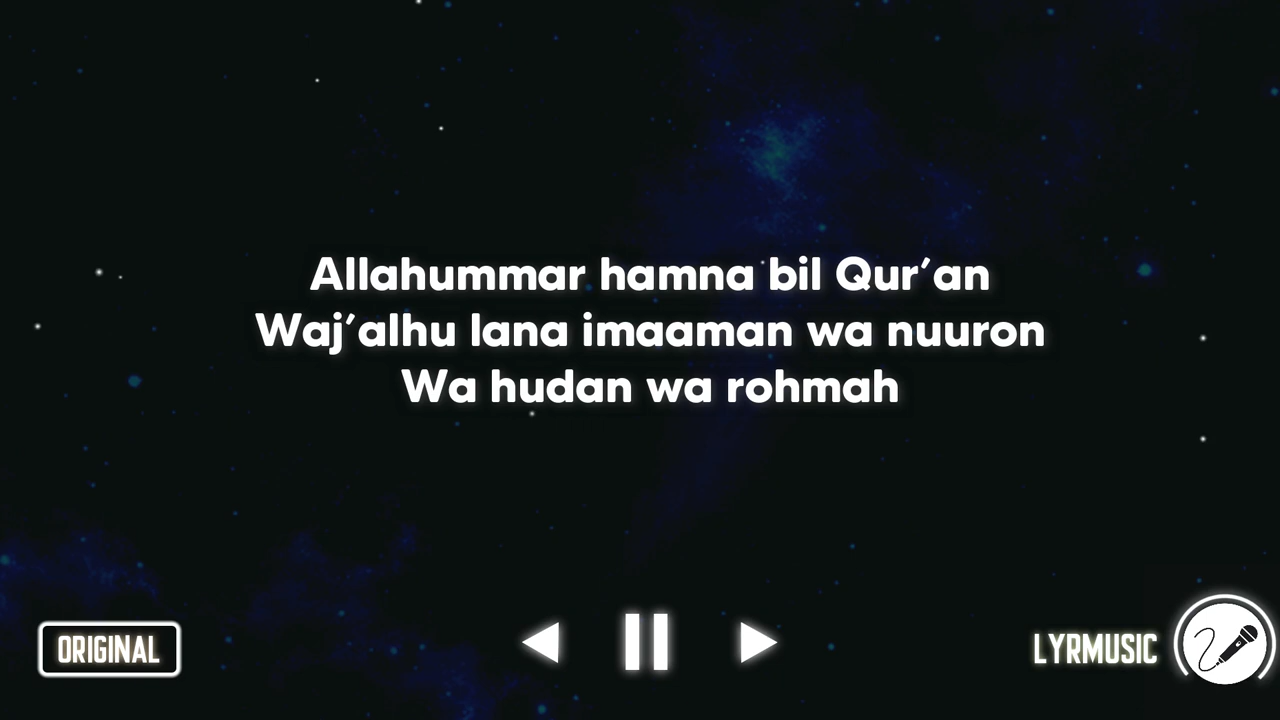 Allahummar hamna bil Qur’an
Waj’alhu lana imaaman wa nuuron
Wa hudan wa rohmah
ORIGINAL
LYRMUSIC